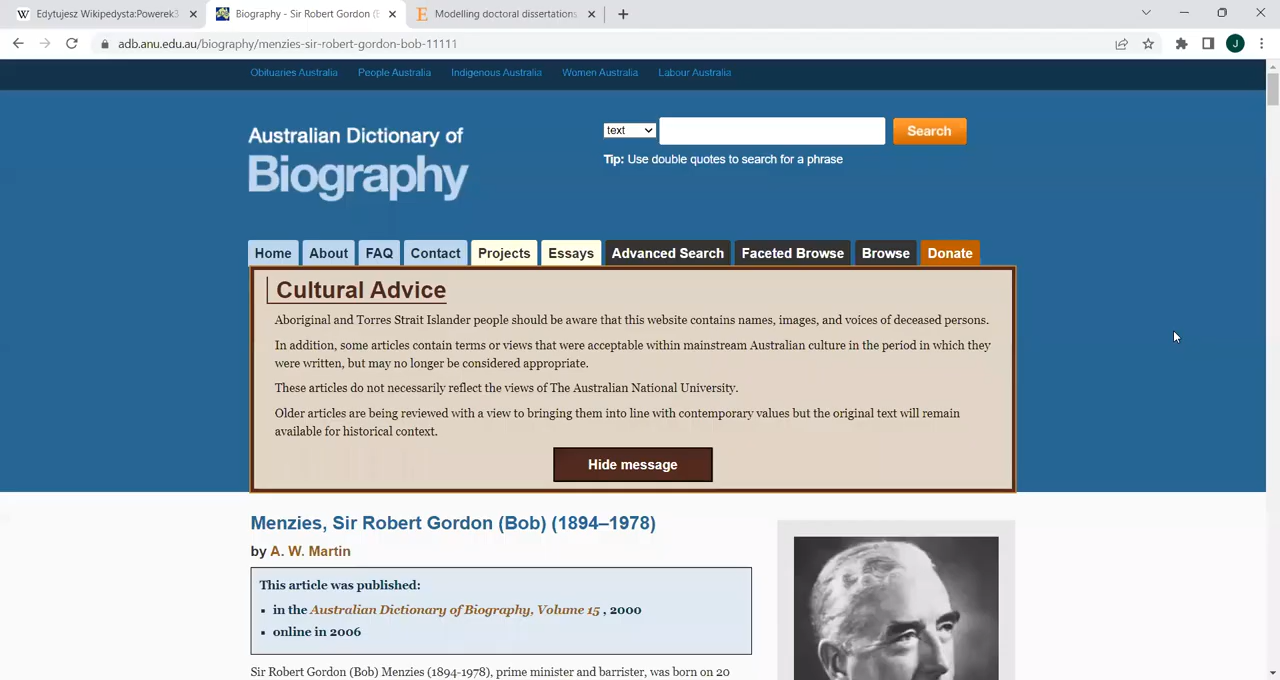 Edytujesz Wikipedysta:Powerek3
Biography - Sir Robert Gordon (
Modelling doctoral dissertations
adb.anu.edu.au/biography/menzies-sir-robert-gordon-bob-11111
J
Obituaries Australia People Australia Indigenous Australia Women Australia Labour Australia
Australian Dictionary of
Biography
text
Search
Tip: Use double quotes to search for a phrase
Home About FAQ Contact Projects Essays Advanced Search Faceted Browse Browse Donate
Cultural Advice
Aboriginal and Torres Strait Islander people should be aware that this website contains names, images, and voices of deceased persons.
In addition, some articles contain terms or views that were acceptable within mainstream Australian culture in the period in which they
were written, but may no longer be considered appropriate.
These articles do not necessarily reflect the views of The Australian National University.
Older articles are being reviewed with a view to bringing them into line with contemporary values but the original text will remain
available for historical context.
Hide message
Menzies, Sir Robert Gordon (Bob) (1894–1978)
by A. W. Martin
This article was published:
in the Australian Dictionary of Biography, Volume 15 , 2000
online in 2006
Sir Robert Gordon (Bob) Menzies (1894-1978), prime minister and barrister, was born on 20